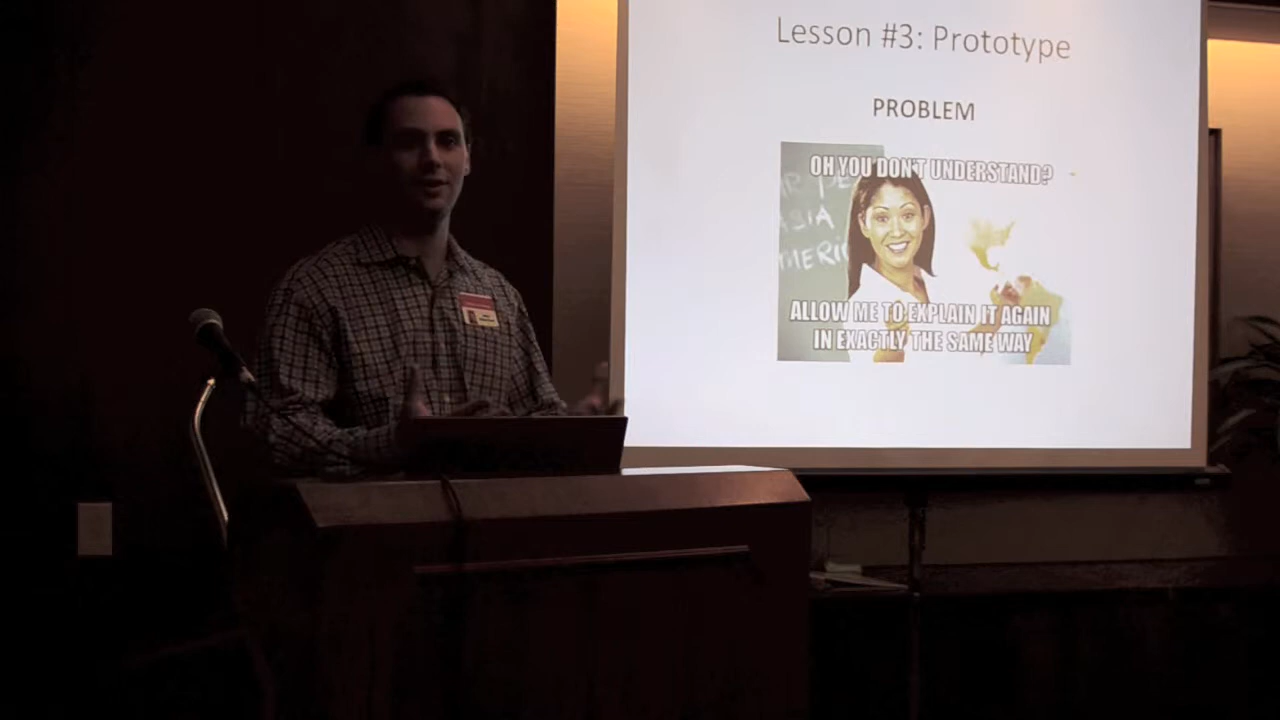 Lesson #3: Prototype
PROBLEM
OH YOU DON'T UNDERSTAND?
ASIA
ALLOW ME TO EXPLAIN IT AGAIN
IN EXACTLY THE SAME WAY